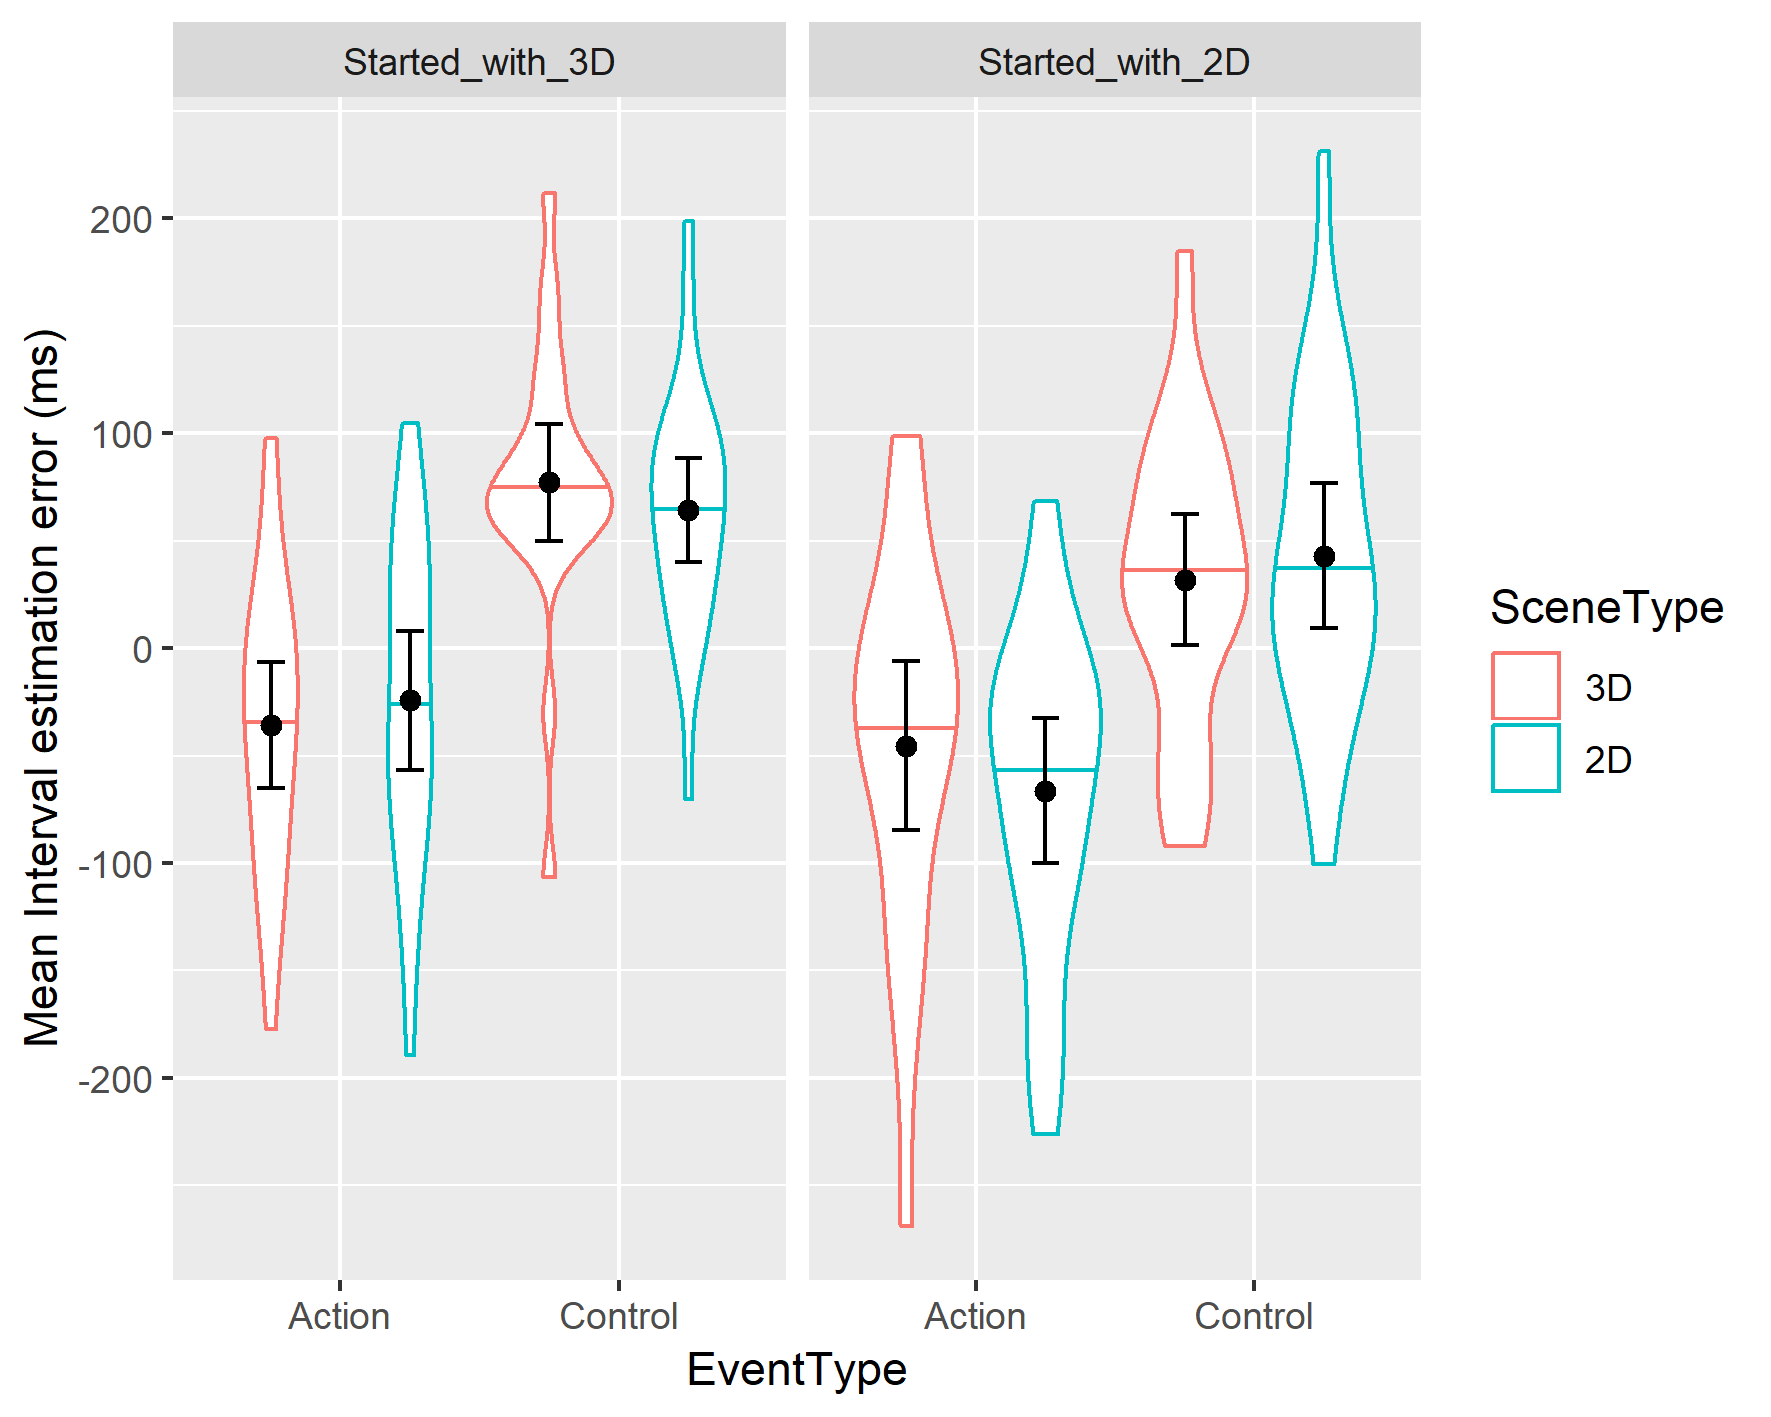 Started_with_3D
Started_with_2D
Mean Interval estimation error (ms)
200
100
0
-100
-200
Action
Control
Action
Control
EventType
SceneType
3D
2D